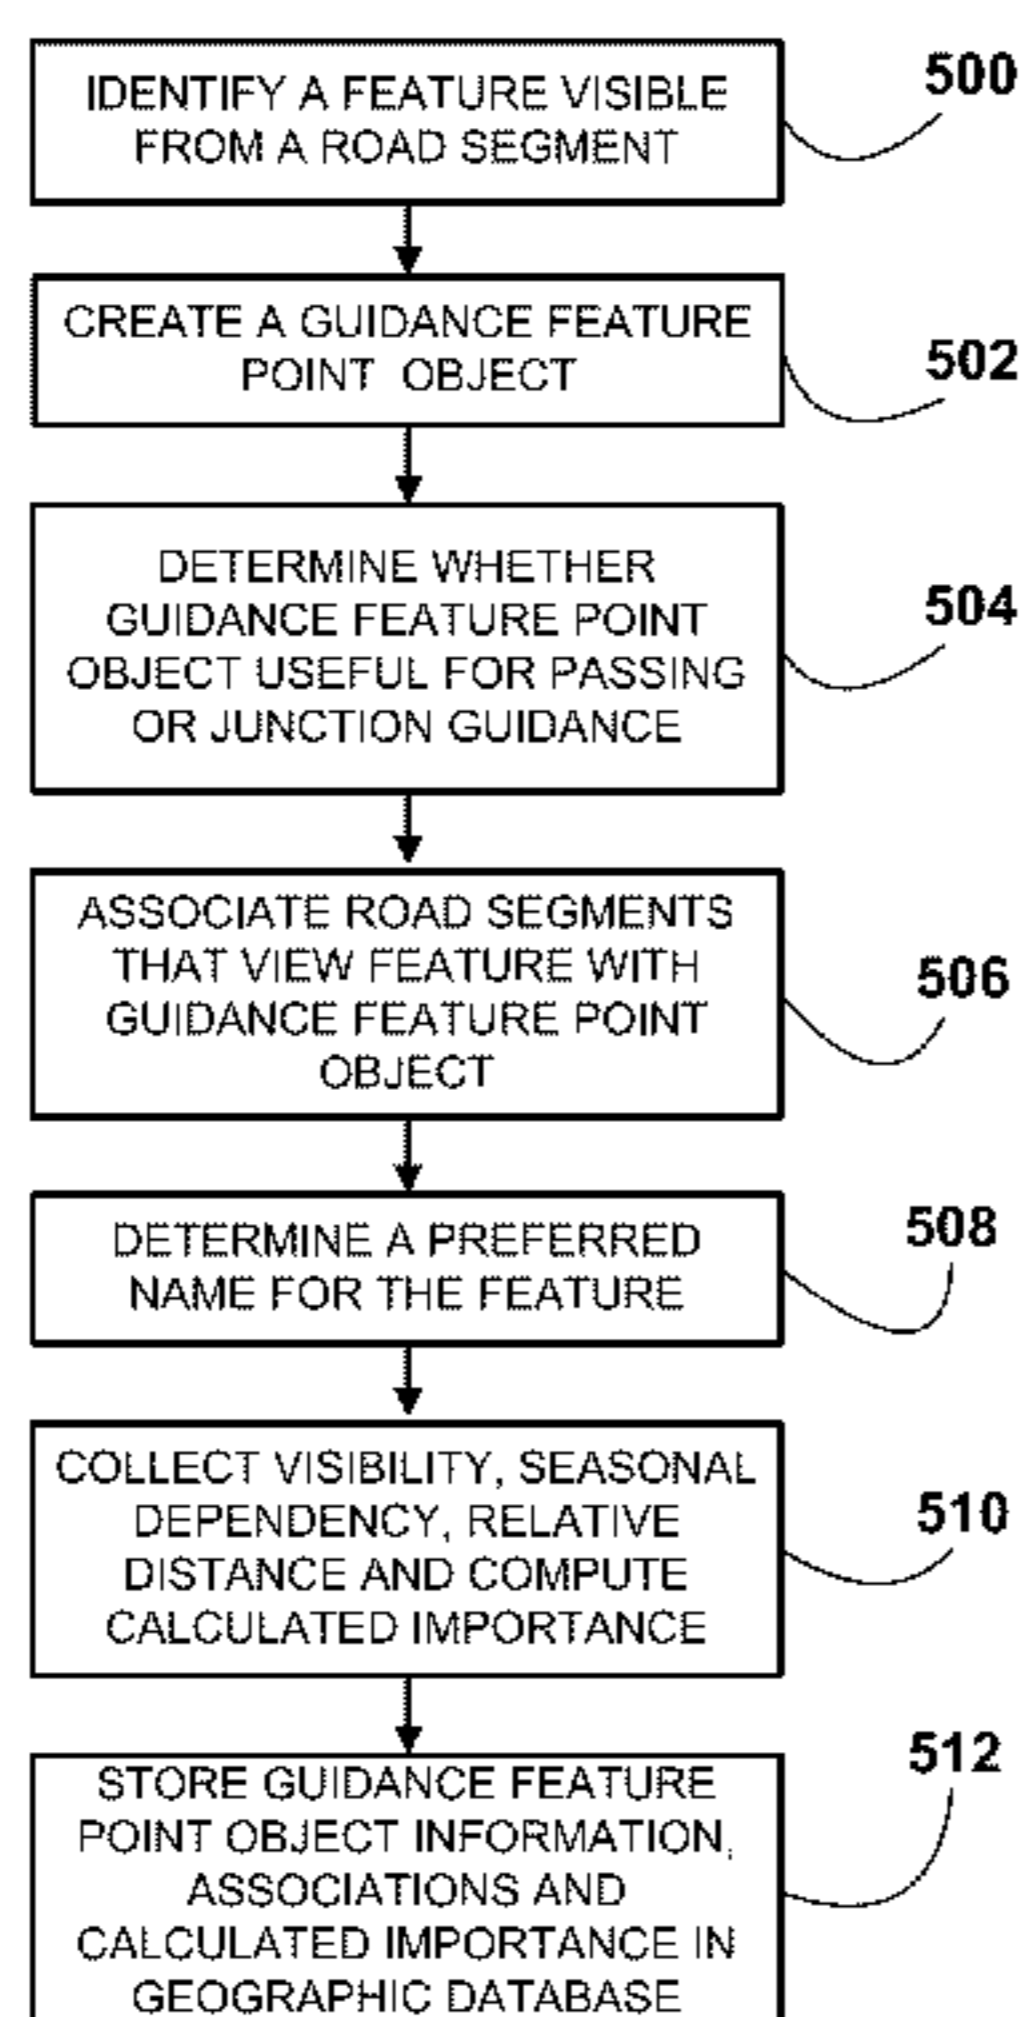 IDENTIFY A FEATURE VISIBLE
FROM A ROAD SEGMENT
500
CREATE A GUIDANCE FEATURE
POINT OBJECT
502
DETERMINE WHETHER
GUIDANCE FEATURE POINT
OBJECT USEFUL FOR PASSING
OR JUNCTION GUIDANCE
504
ASSOCIATE ROAD SEGMENTS
THAT VIEW FEATURE WITH
GUIDANCE FEATURE POINT
OBJECT
506
DETERMINE A PREFERRED
NAME FOR THE FEATURE
508
COLLECT VISIBILITY, SEASONAL
DEPENDENCY, RELATIVE
DISTANCE AND COMPUTE
CALCULATED IMPORTANCE
510
STORE GUIDANCE FEATURE
POINT OBJECT INFORMATION,
ASSOCIATIONS AND
CALCULATED IMPORTANCE IN
GEOGRAPHIC DATABASE
512